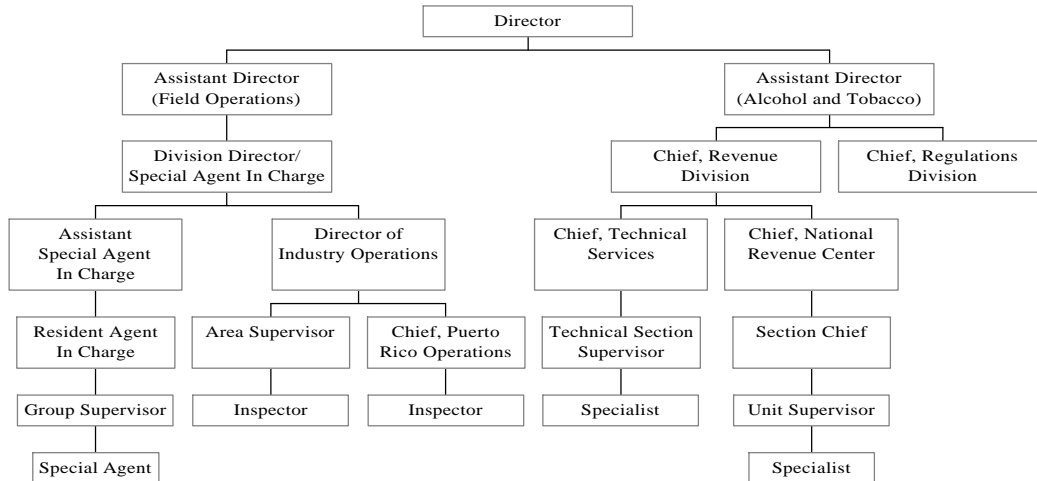 Director
Assistant Director
(Field Operations)
Assistant Director
(Alcohol and Tobacco)
Division Director/
Special Agent In Charge
Chief, Revenue
Division
Chief, Regulations
Division
Assistant
Special Agent
In Charge
Director of
Industry Operations
Chief, Technical
Services
Chief, National
Revenue Center
Resident Agent
In Charge
Area Supervisor
Chief, Puerto
Rico Operations
Technical Section
Supervisor
Section Chief
Group Supervisor
Inspector
Inspector
Specialist
Unit Supervisor
Special Agent
Specialist